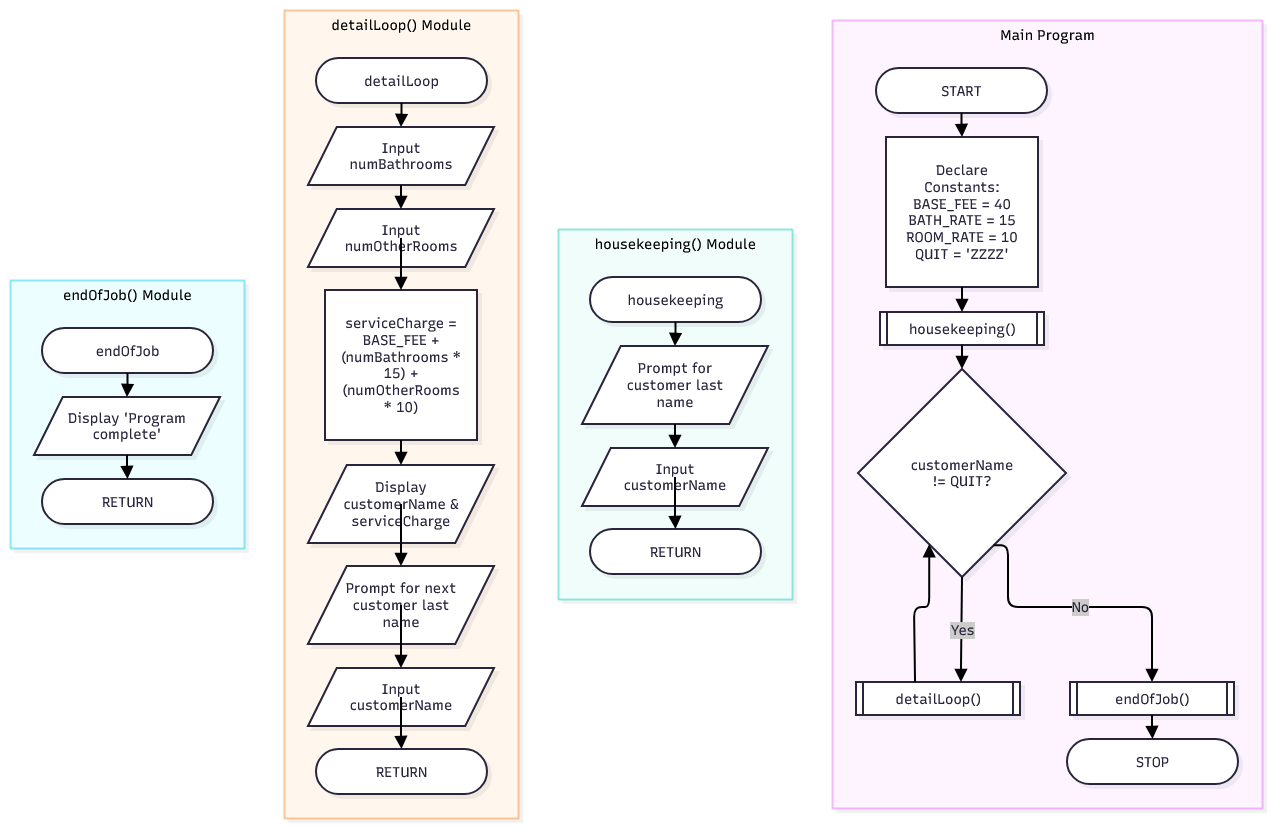 endOfJob() Module
endOfJob
Display 'Program
complete'
RETURN
detailLoop() Module
detailLoop
Input
numBathrooms
Input
numOtherRooms
serviceCharge =
BASE_FEE +
(numBathrooms *
15) +
(numOtherRooms
* 10)
Display
customerName &
serviceCharge
Prompt for next
customer last
name
Input
customerName
RETURN
housekeeping() Module
housekeeping
Prompt for
customer last
name
Input
customerName
RETURN
Main Program
START
Declare
Constants:
BASE_FEE = 40
BATH_RATE = 15
ROOM_RATE = 10
QUIT = 'ZZZZ'
housekeeping()
customerName
!= QUIT?
No
Yes
detailLoop()
endOfJob()
STOP